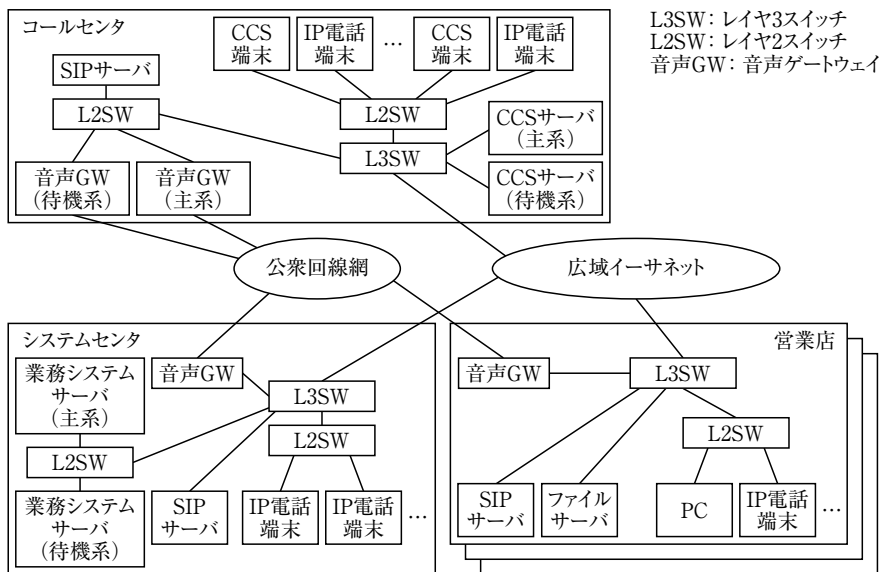 コールセンタ
SIPサーバ
L2SW
音声GW
（待機系）
音声GW
（主系）
CCS
端末
IP電話
端末
…
CCS
端末
IP電話
端末
L2SW
L3SW
CCSサーバ
（主系）
CCSサーバ
（待機系）
L3SW：レイヤ3スイッチ
L2SW：レイヤ2スイッチ
音声GW：音声ゲートウェイ
公衆回線網
広域イーサネット
システムセンタ
業務システム
サーバ
（主系）
L2SW
業務システム
サーバ
（待機系）
音声GW
L3SW
L2SW
SIP
サーバ
IP電話
端末
IP電話
端末
…
営業店
音声GW
L3SW
L2SW
SIP
サーバ
ファイル
サーバ
PC
IP電話
端末
…